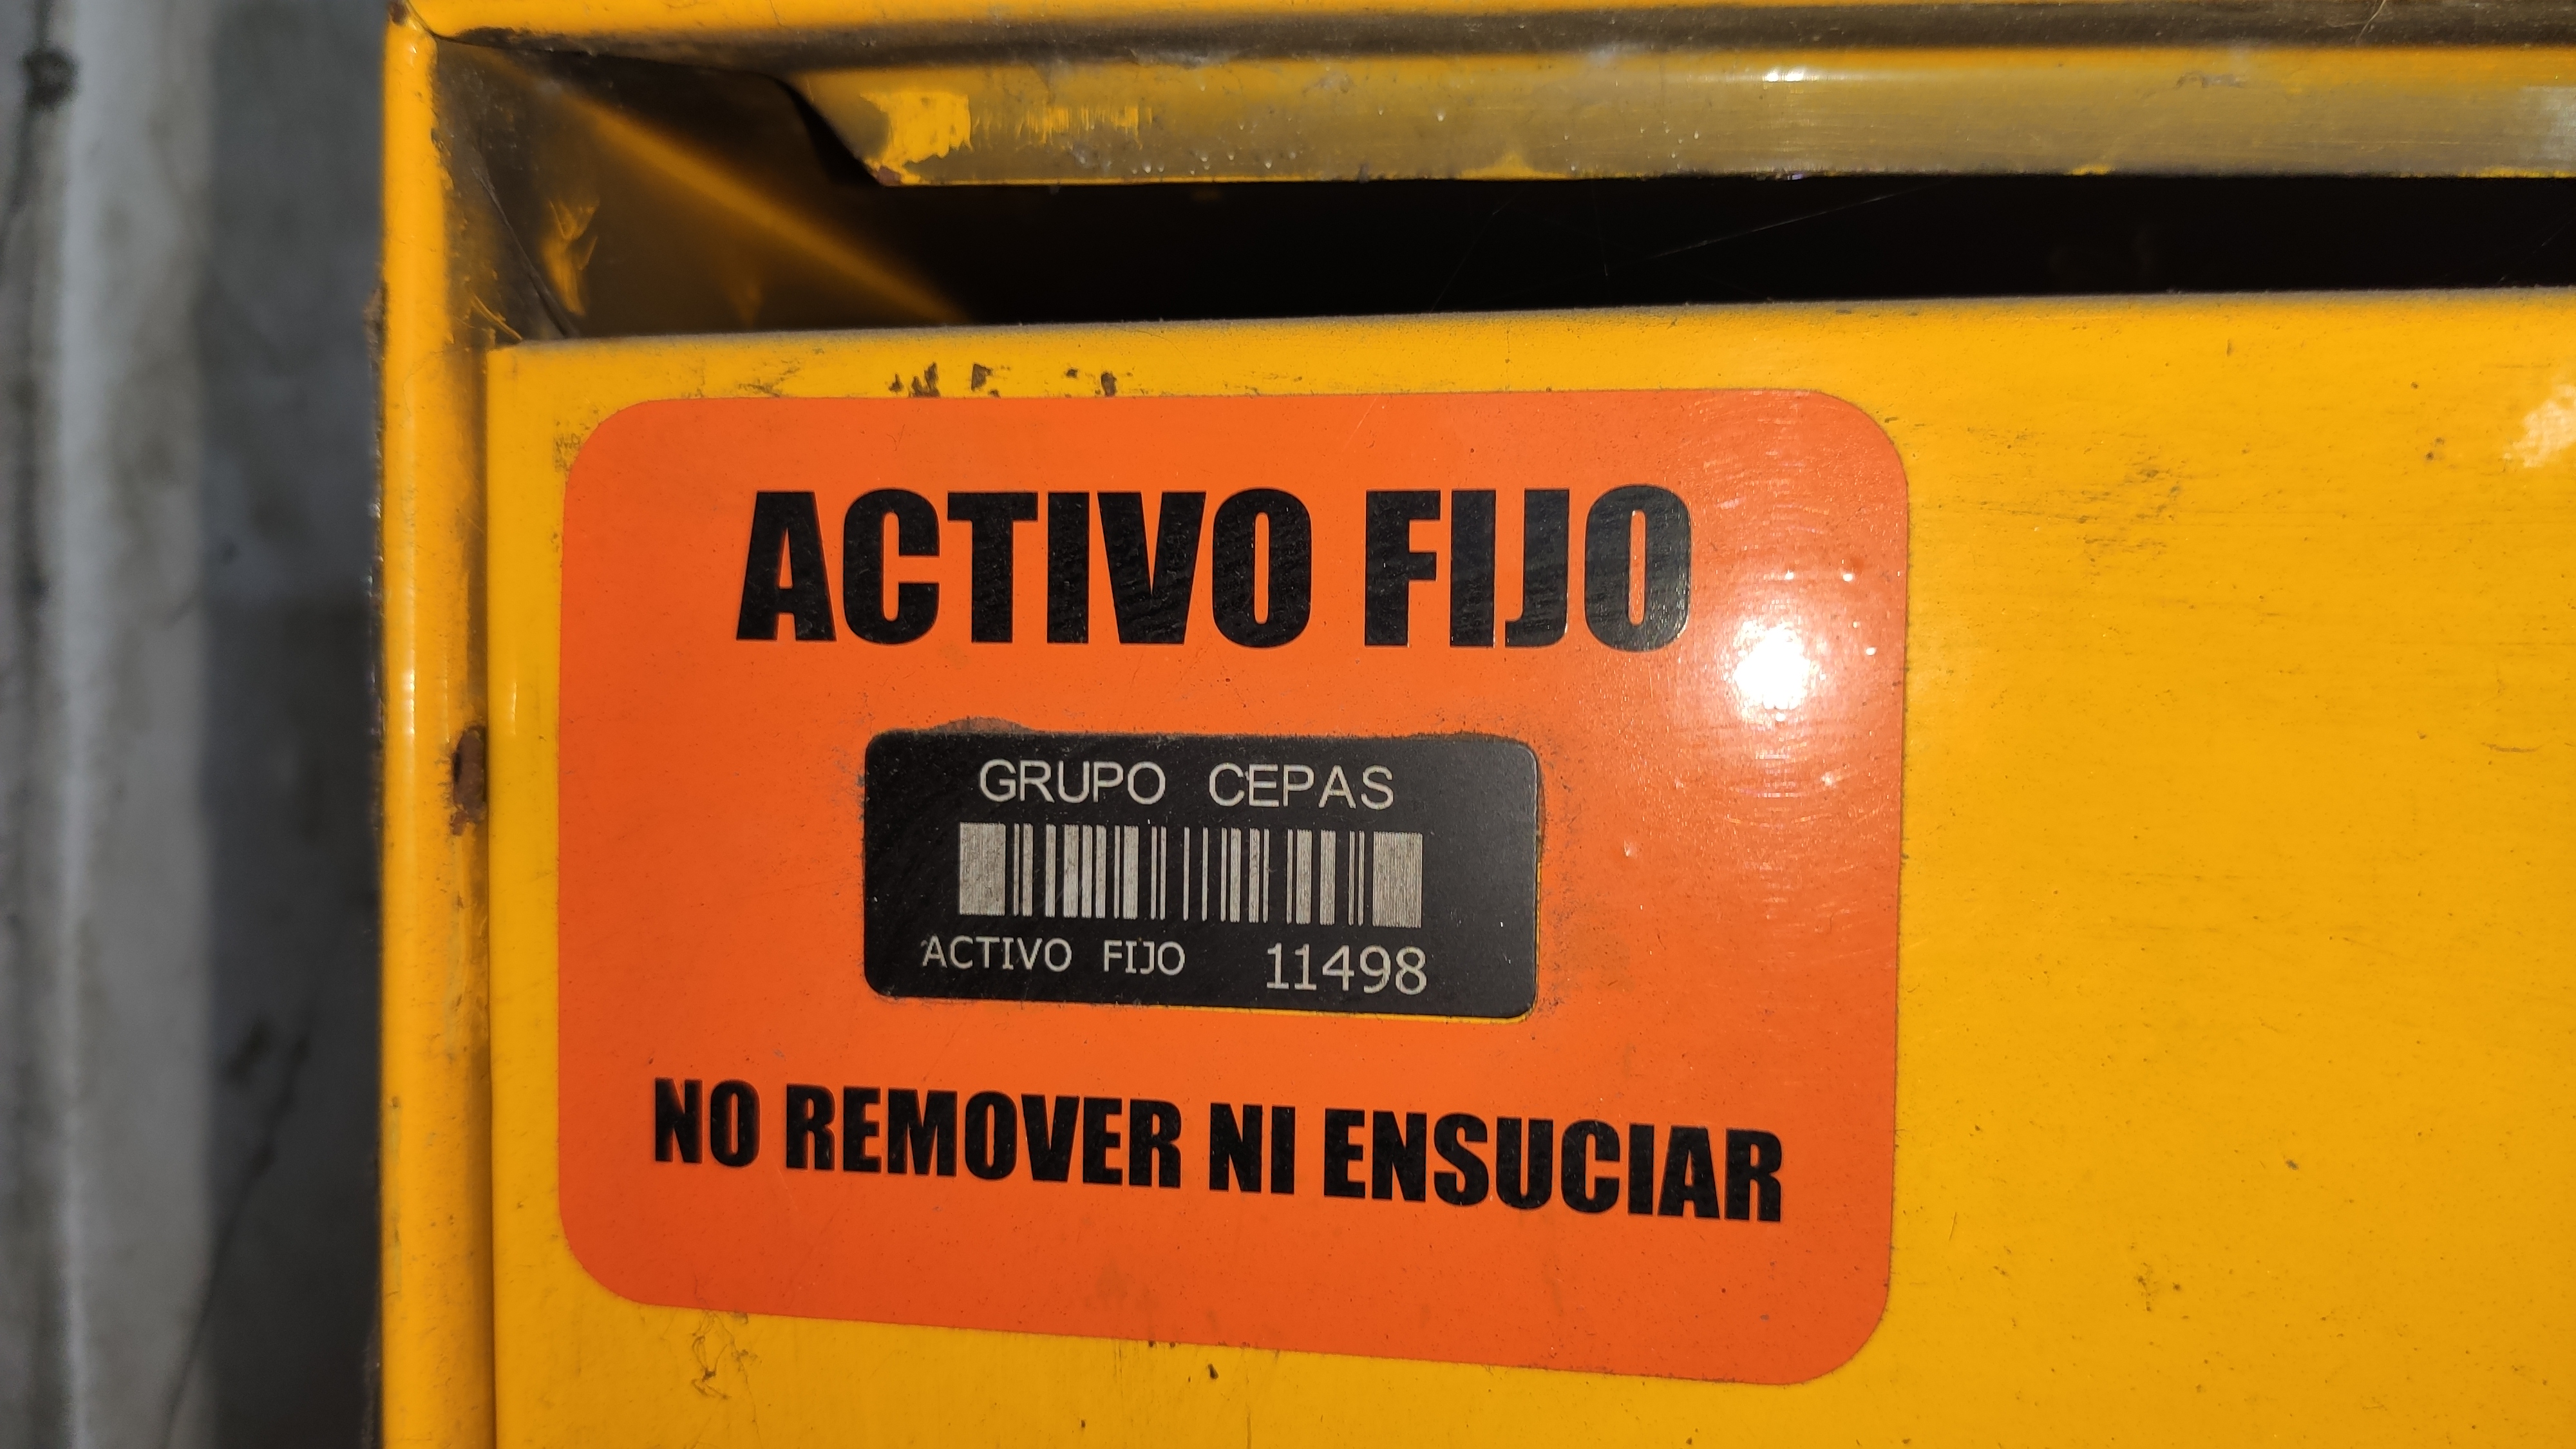 ACTIVO FIJO
GRUPO CEPAS
ACTIVO FIJO 11498
NO REMOVER NI ENSUCIAR